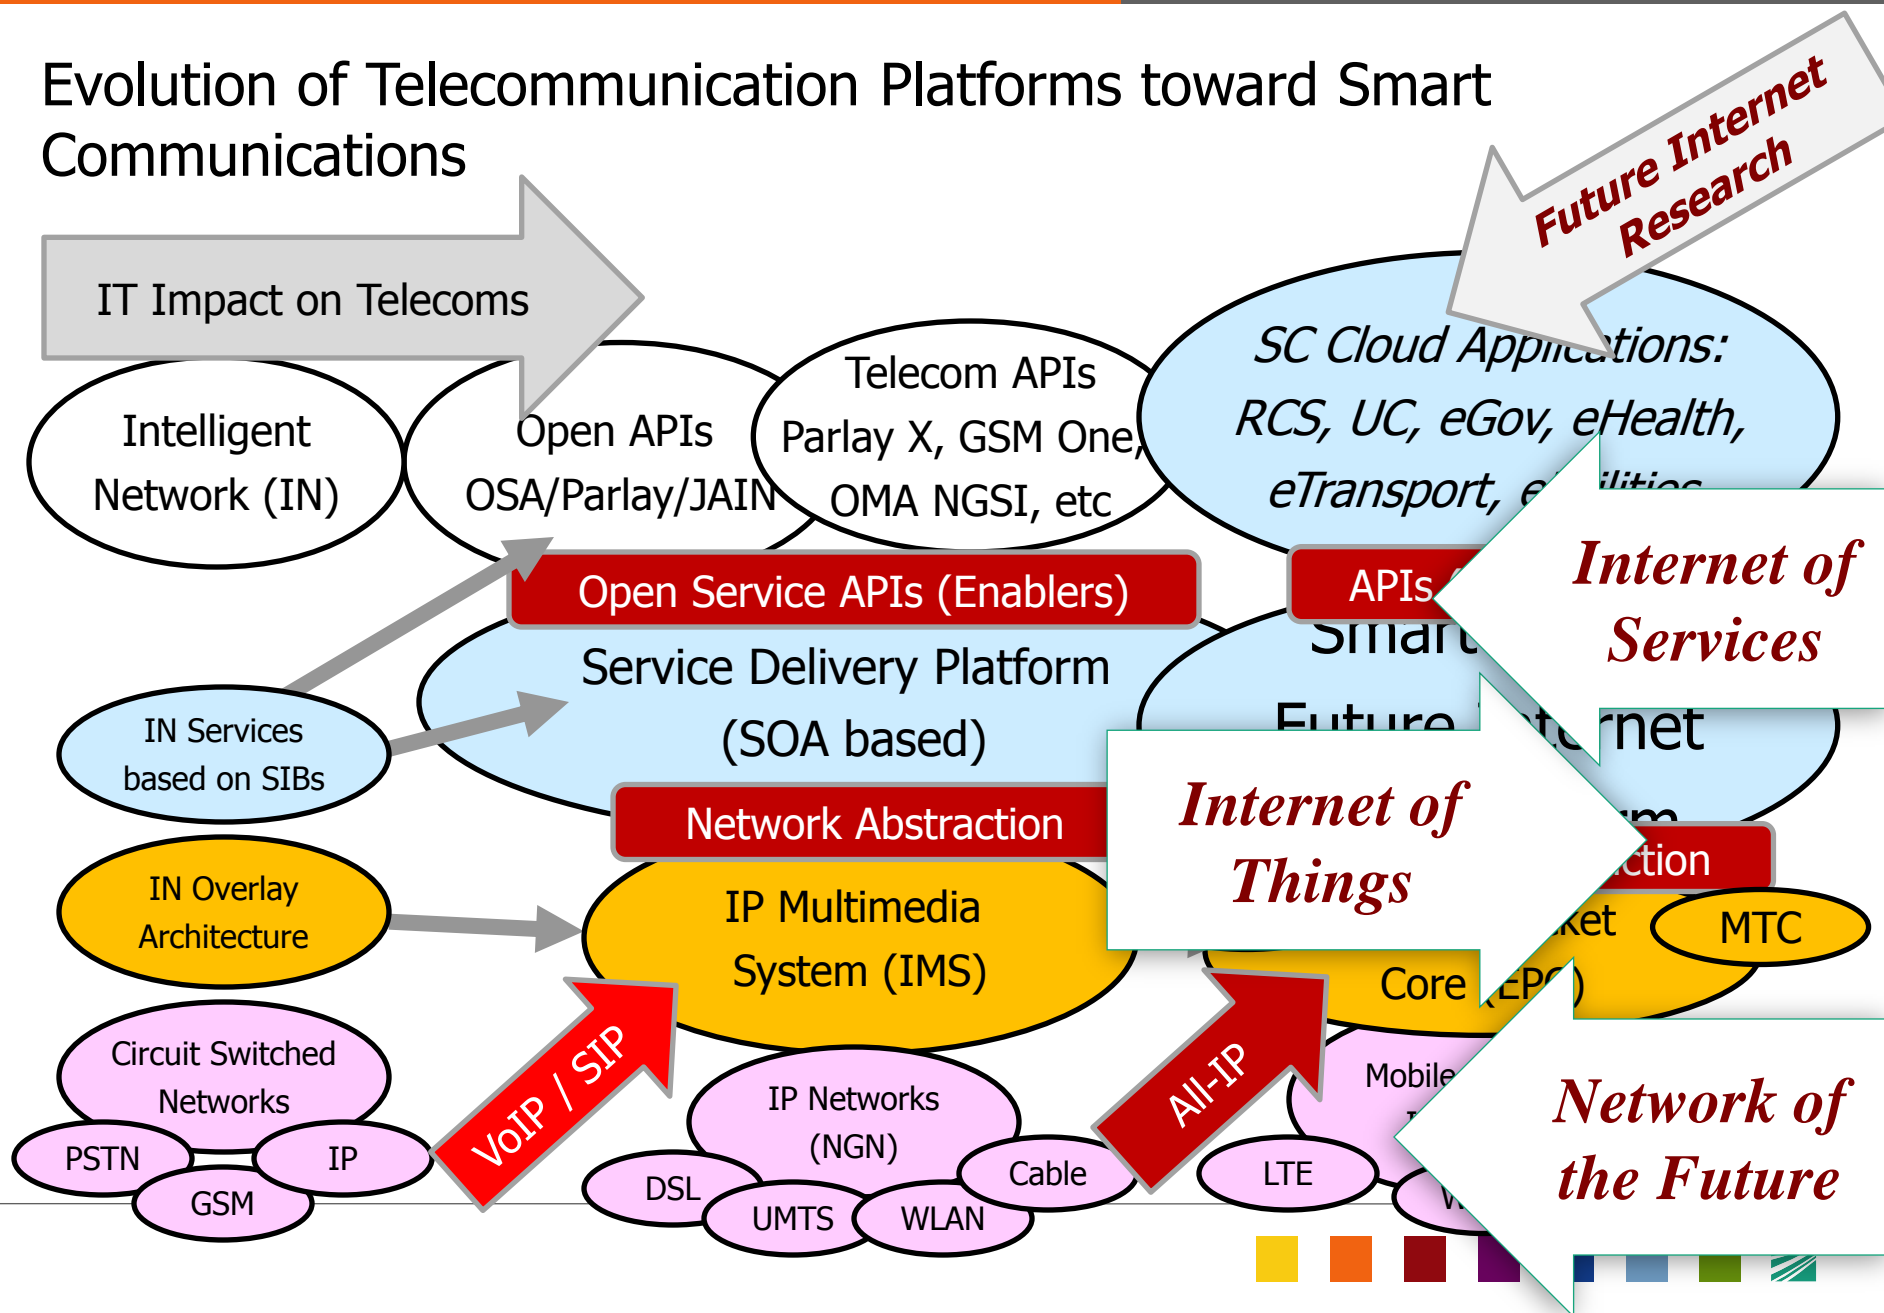 Evolution of Telecommunication Platforms toward Smart
Communications
Future Internet
Research
IT Impact on Telecoms
Intelligent
Network (IN)
Open APIs
OSA/Parlay/JAIN
Telecom APIs
Parlay X, GSM One,
OMA NGSI, etc
SC Cloud Applications:
RCS, UC, eGov, eHealth,
eTransport,
Open Service APIs (Enablers)
APIs
Internet of
Services
IN Services
based on SIBs
Service Delivery Platform
(SOA based)
Smart
Future Internet
Network Abstraction
Internet of
Things
IN Overlay
Architecture
IP Multimedia
System (IMS)
Core (EPC)
MTC
Circuit Switched
Networks
PSTN
GSM
IP
VoIP / SIP
IP Networks
(NGN)
DSL
UMTS
WLAN
Cable
All-IP
Mobile
LTE
Network of
the Future